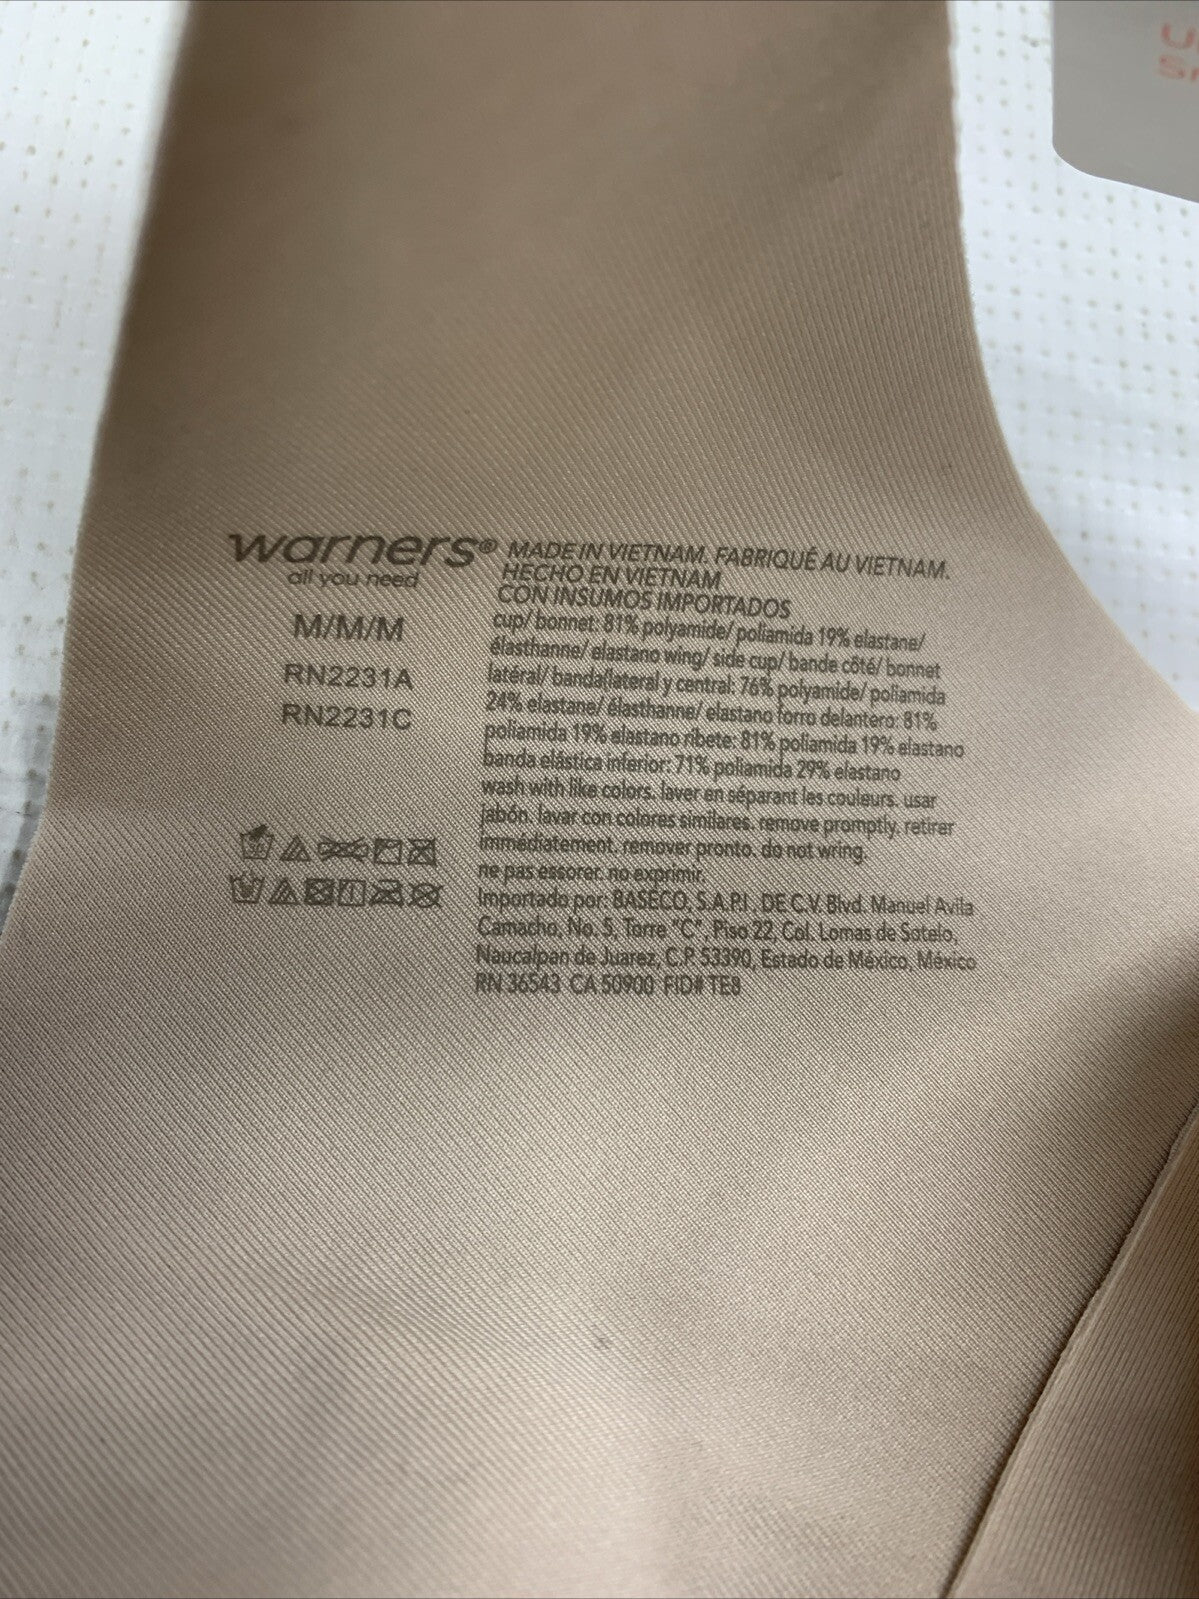 warners®
all you need
M/M/M
RN2231A
RN2231C
MADE IN VIETNAM. FABRIQUÉ AU VIETNAM.
HECHO EN VIETNAM
CON INSUMOS IMPORTADOS
cup/ bonnet: 81% polyamide/ poliamida 19% elastane/
élasthanne/ elastano wing/ side cup/ bande côté/ bonnet
latéral/ banda lateral y central: 76% polyamide/ poliamida
24% elastane/ élasthanne/ elastano forro delantero: 81%
poliamida 19% elastano ribete: 81% poliamida 19% elastano
banda elástica inferior: 71% poliamida 29% elastano
wash with like colors. laver en séparant les couleurs. usar
jabón. lavar con colores similares. remove promptly. retirer
immédiatement. remover pronto. do not wring.
ne pas essorer. no exprimir.
Importado por: BASECO, S.A.P.I., DE C.V. Blvd. Manuel Avila
Camacho, No. 5, Torre "C", Piso 22, Col. Lomas de Sotelo,
Naucalpan de Juarez, C.P. 53390, Estado de México, México
RN 36543 CA 50900 FID# TE8